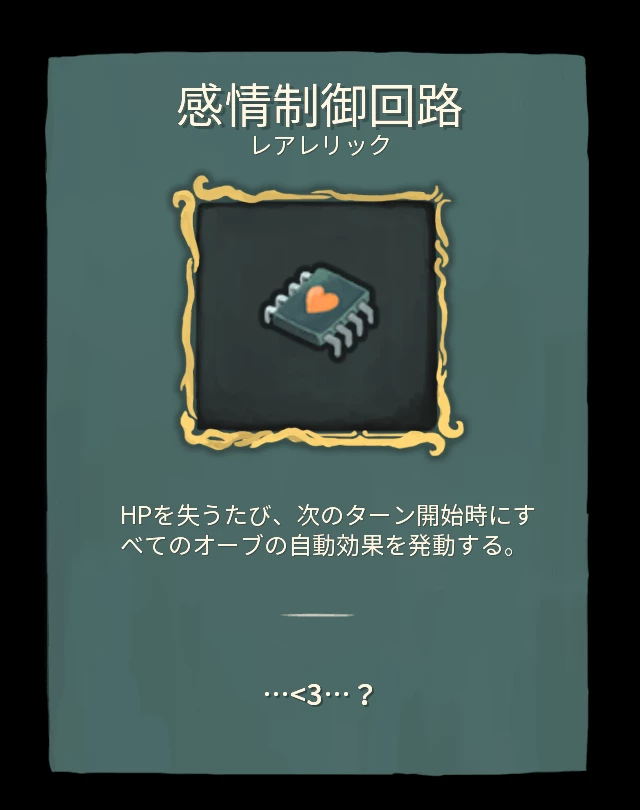 感情制御回路
レアレリック
HPを失うたび、次のターン開始時にす
べてのオーブの自動効果を発動する。
…<3…？